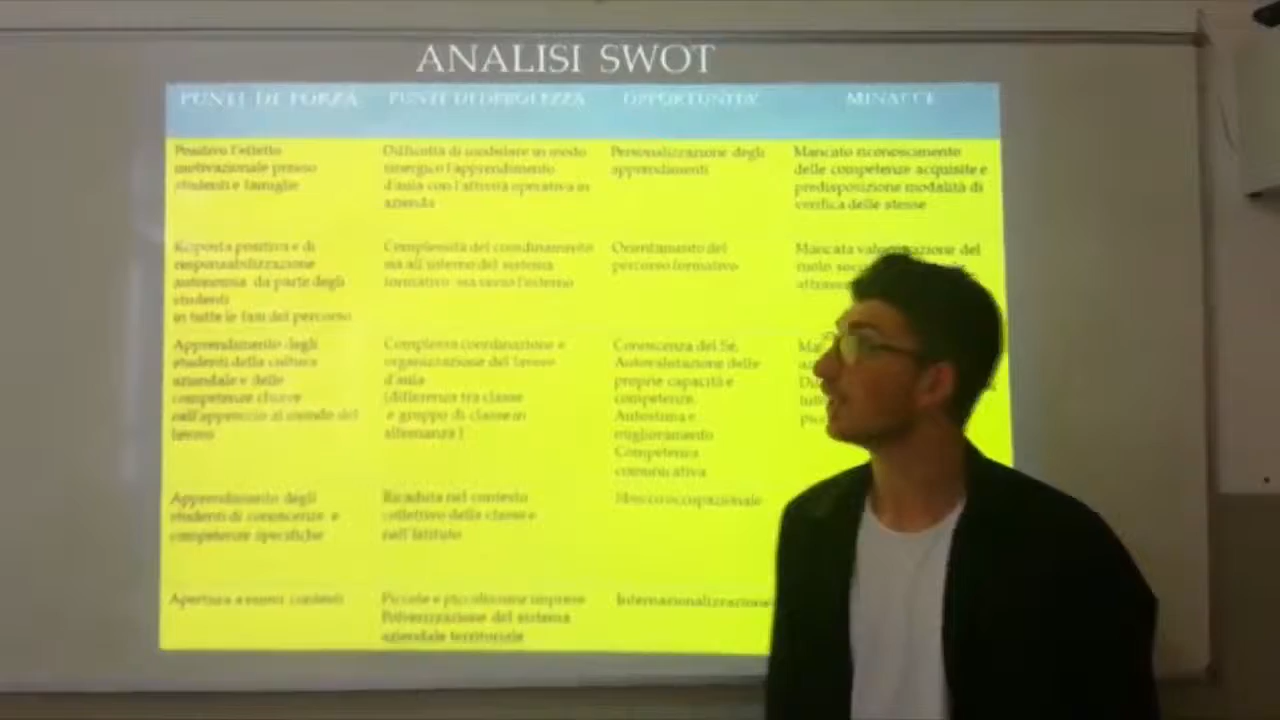 ANALISI SWOT
PUNTI DI FORZA
PUNTI DI DEBOLEZZA
OPPORTUNITA'
MINACCE
Positivo l'effetto
motivazionale presso
studenti e famiglie
Difficoltà di modulare in modo
sinergico l'apprendimento
d'aula con l'attività operativa in
azienda
Personalizzazione degli
apprendimenti
Mancato riconoscimento
delle competenze acquisite e
predisposizione modalità di
verifica delle stesse
Risposta positiva e di
responsabilizzazione
autonoma da parte degli
studenti
in tutte le fasi del percorso
Complessità del coordinamento
sia all'interno del sistema
formativo sia verso l'esterno
Orientamento del
percorso formativo
Mancata valorizzazione del
ruolo
Apprendimento degli
studenti della cultura
aziendale e delle
competenze chiave
nell'approccio al mondo del
lavoro
Complessa coordinazione e
organizzazione del lavoro
d'aula
(differenza tra classe
e gruppo di classe in
alternanza )
Conoscenza del Sé,
Autovalutazione delle
proprie capacità e
competenze,
Autostima e
miglioramento
Competenza
comunicativa
Apprendimento degli
studenti di conoscenze e
competenze specifiche
Ricaduta nel contesto
collettivo della classe e
nell'Istituto
Sbocco occupazionale
Apertura a nuovi contesti
Piccole e piccolissime imprese
Polverizzazione del sistema
aziendale territoriale
Internazionalizzazione